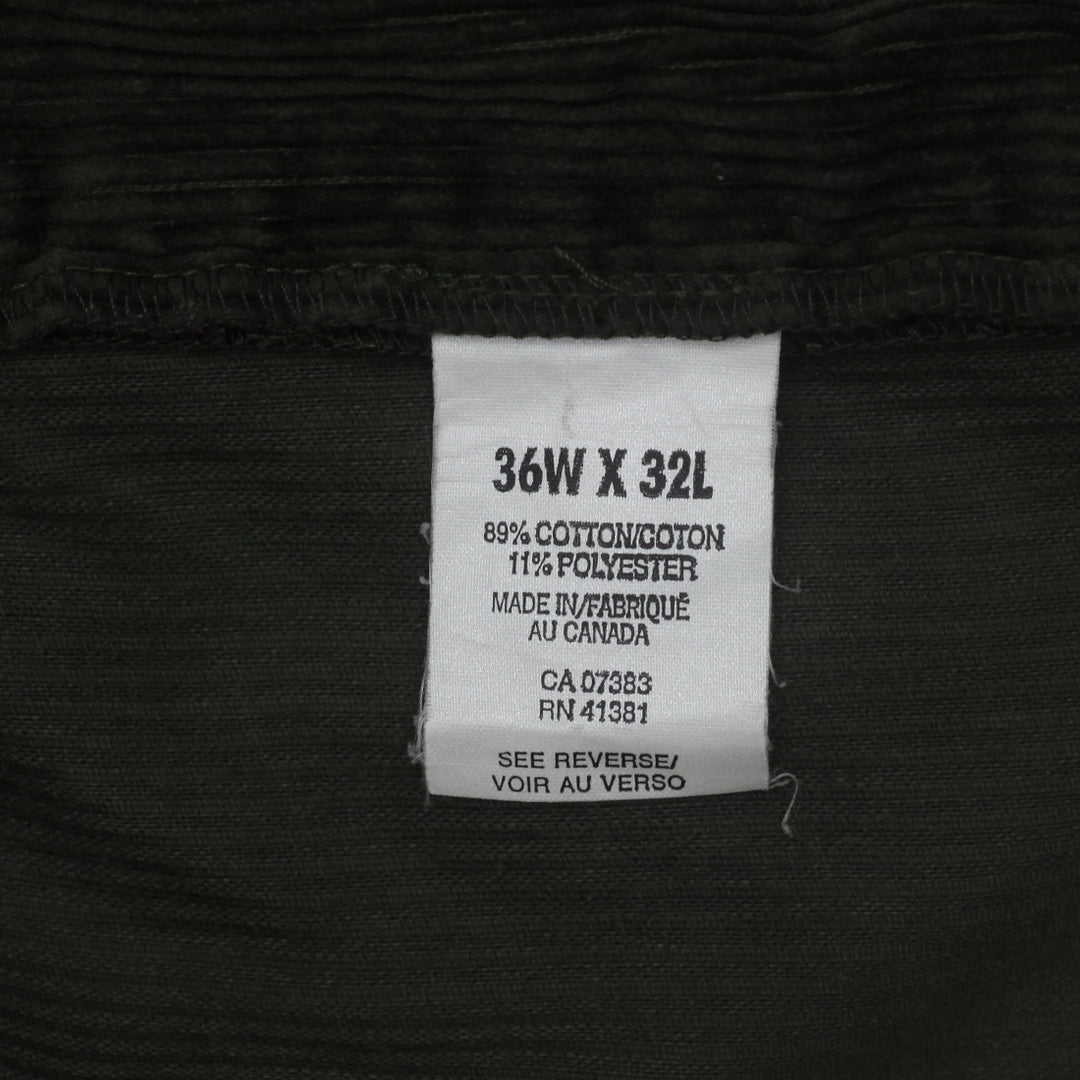 36W X 32L
89% COTTON/COTON
11% POLYESTER
MADE IN/FABRIQUÉ
AU CANADA
CA 07383
RN 41381
SEE REVERSE/
VOIR AU VERSO